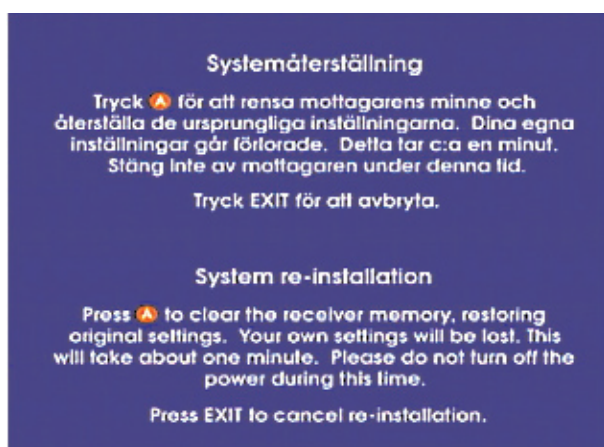 Systemåterställning
Tryck A för att rensa mottagarens minne och
återställa de ursprungliga inställningarna. Dina egna
inställningar går förlorade. Detta tar c:a en minut.
Stäng inte av mottagaren under denna tid.
Tryck EXIT för att avbryta.
System re-installation
Press A to clear the receiver memory, restoring
original settings. Your own settings will be lost. This
will take about one minute. Please do not turn off the
power during this time.
Press EXIT to cancel re-installation.